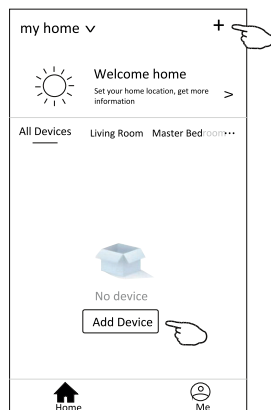 my home
+
Welcome home
Set your home location, get more
information
>
All Devices Living Room Master Bedroom •••
No device
Add Device
Home Me